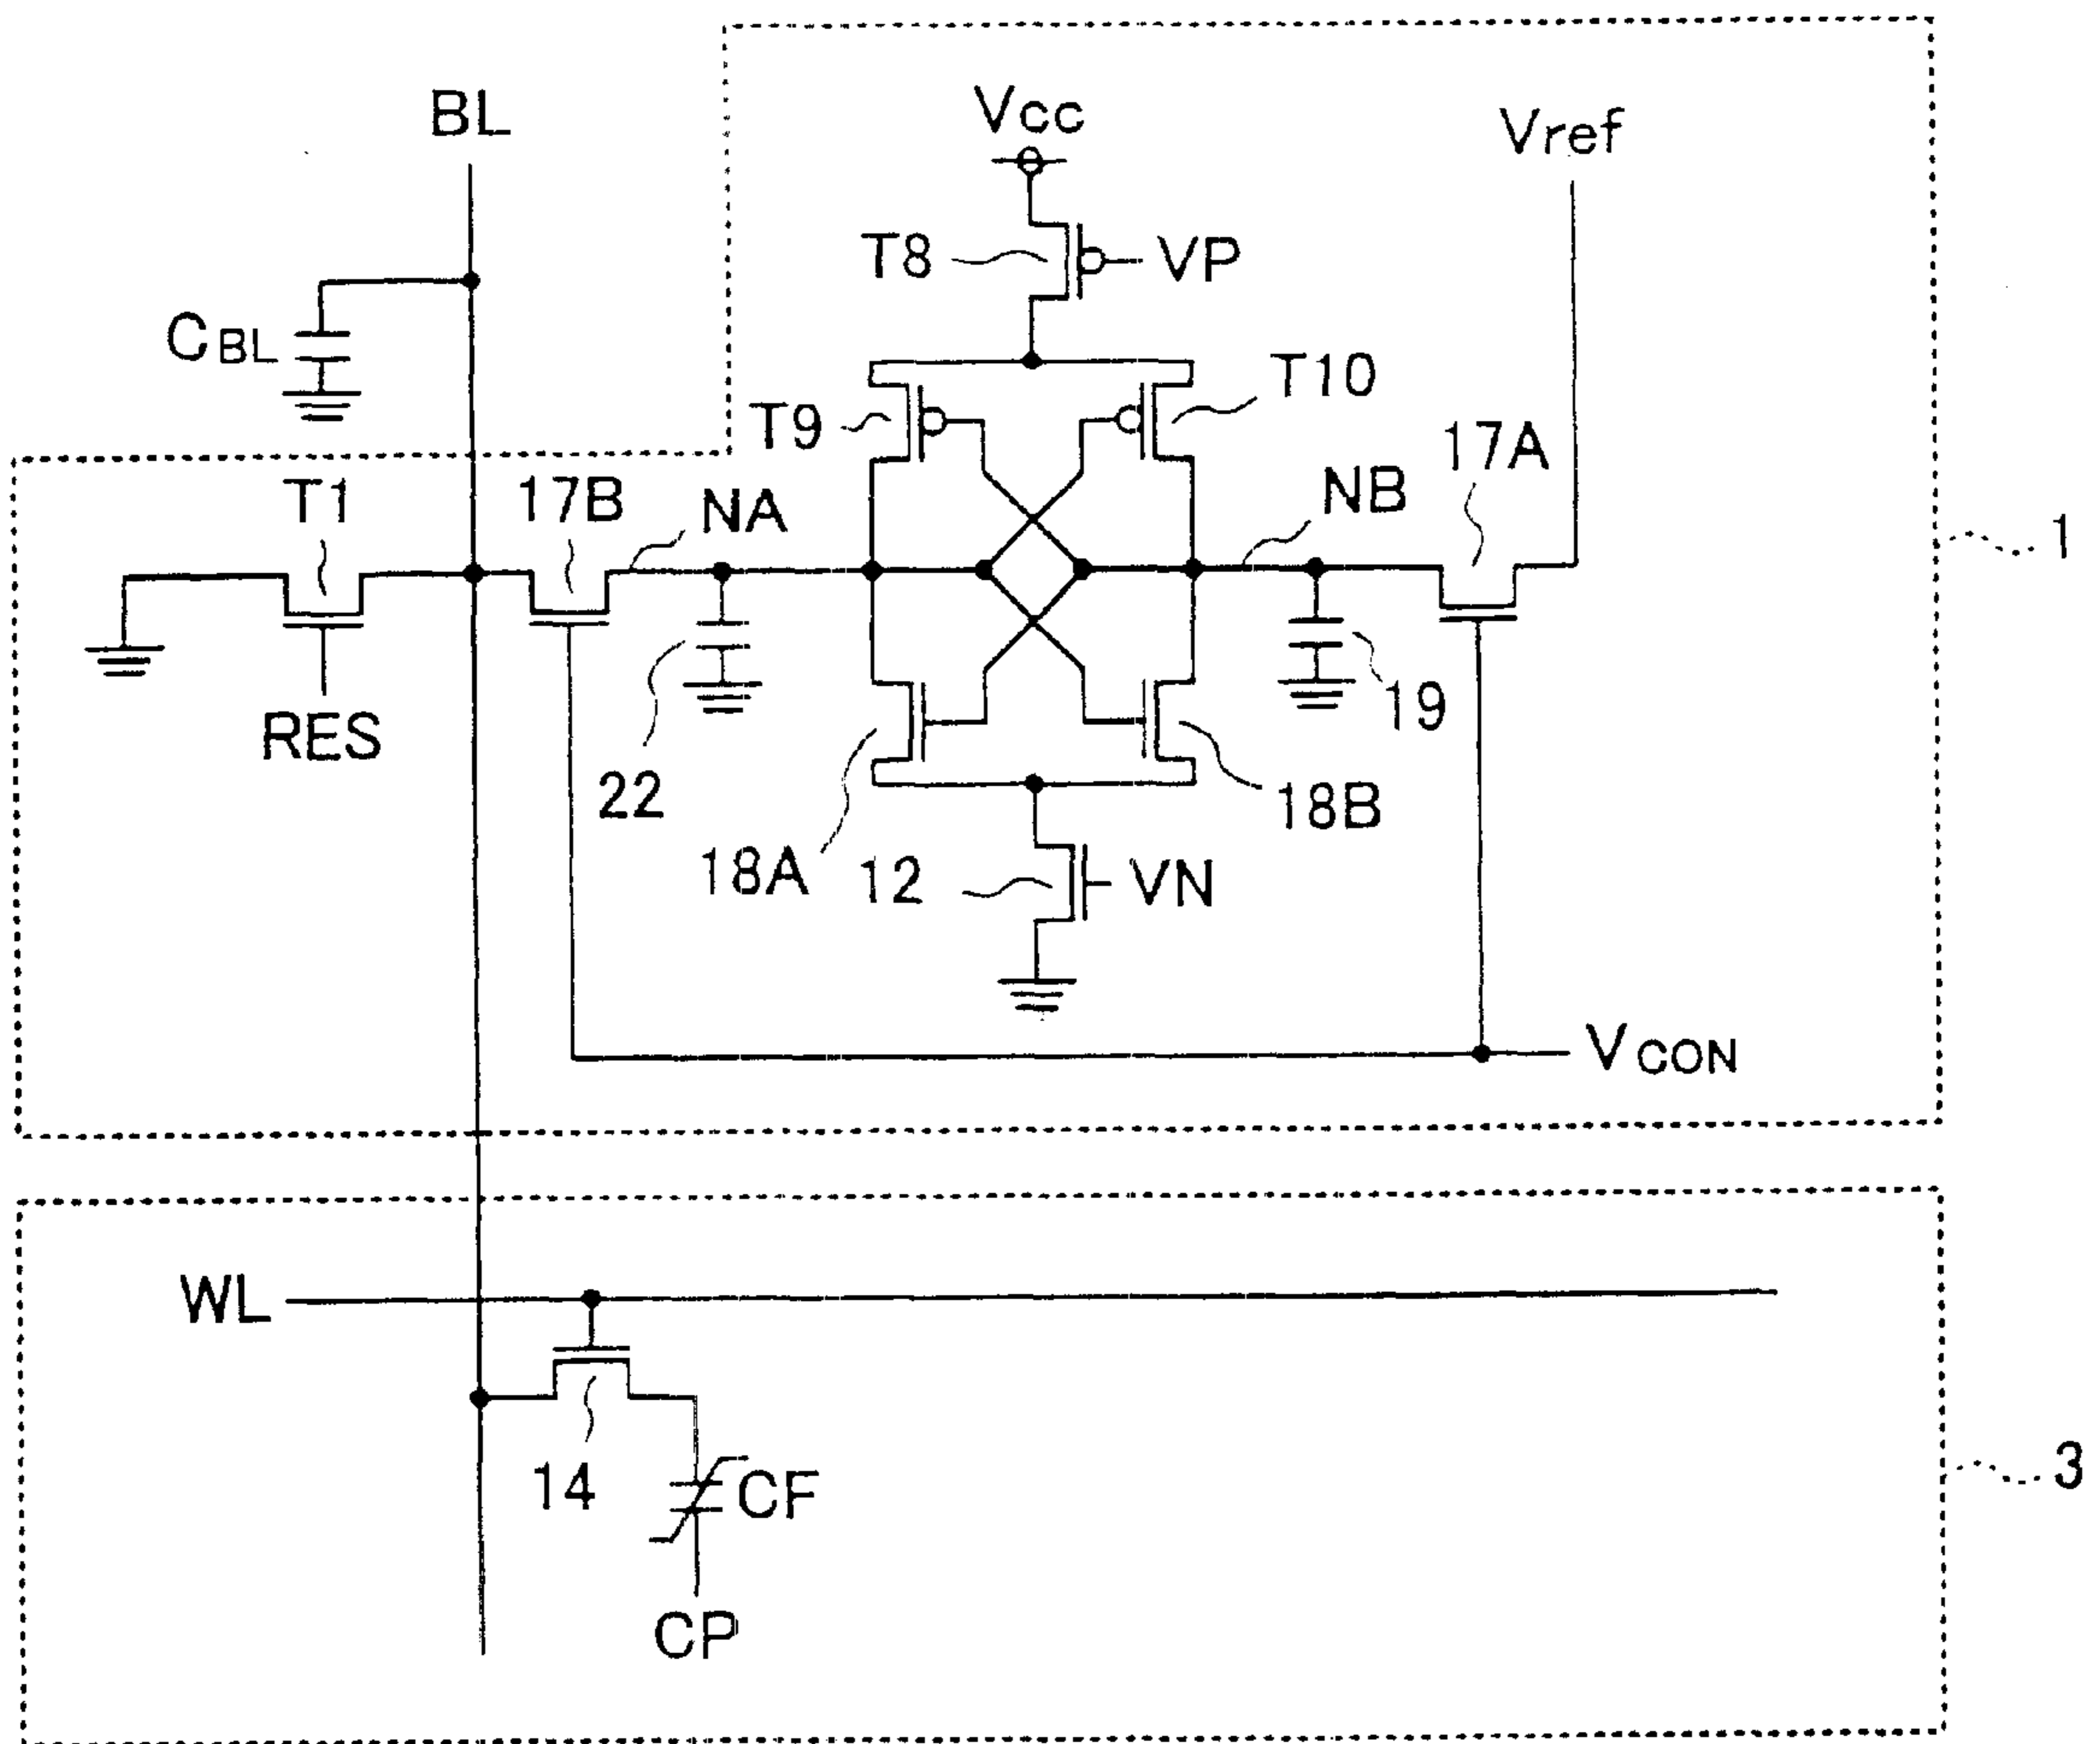 BL
Vcc
Vref
T8
VP
CBL
T9
T10
17A
T1
17B
NA
NB
1
RES
22
19
18A
12
VN
18B
VCON
WL
14
CF
3
CP